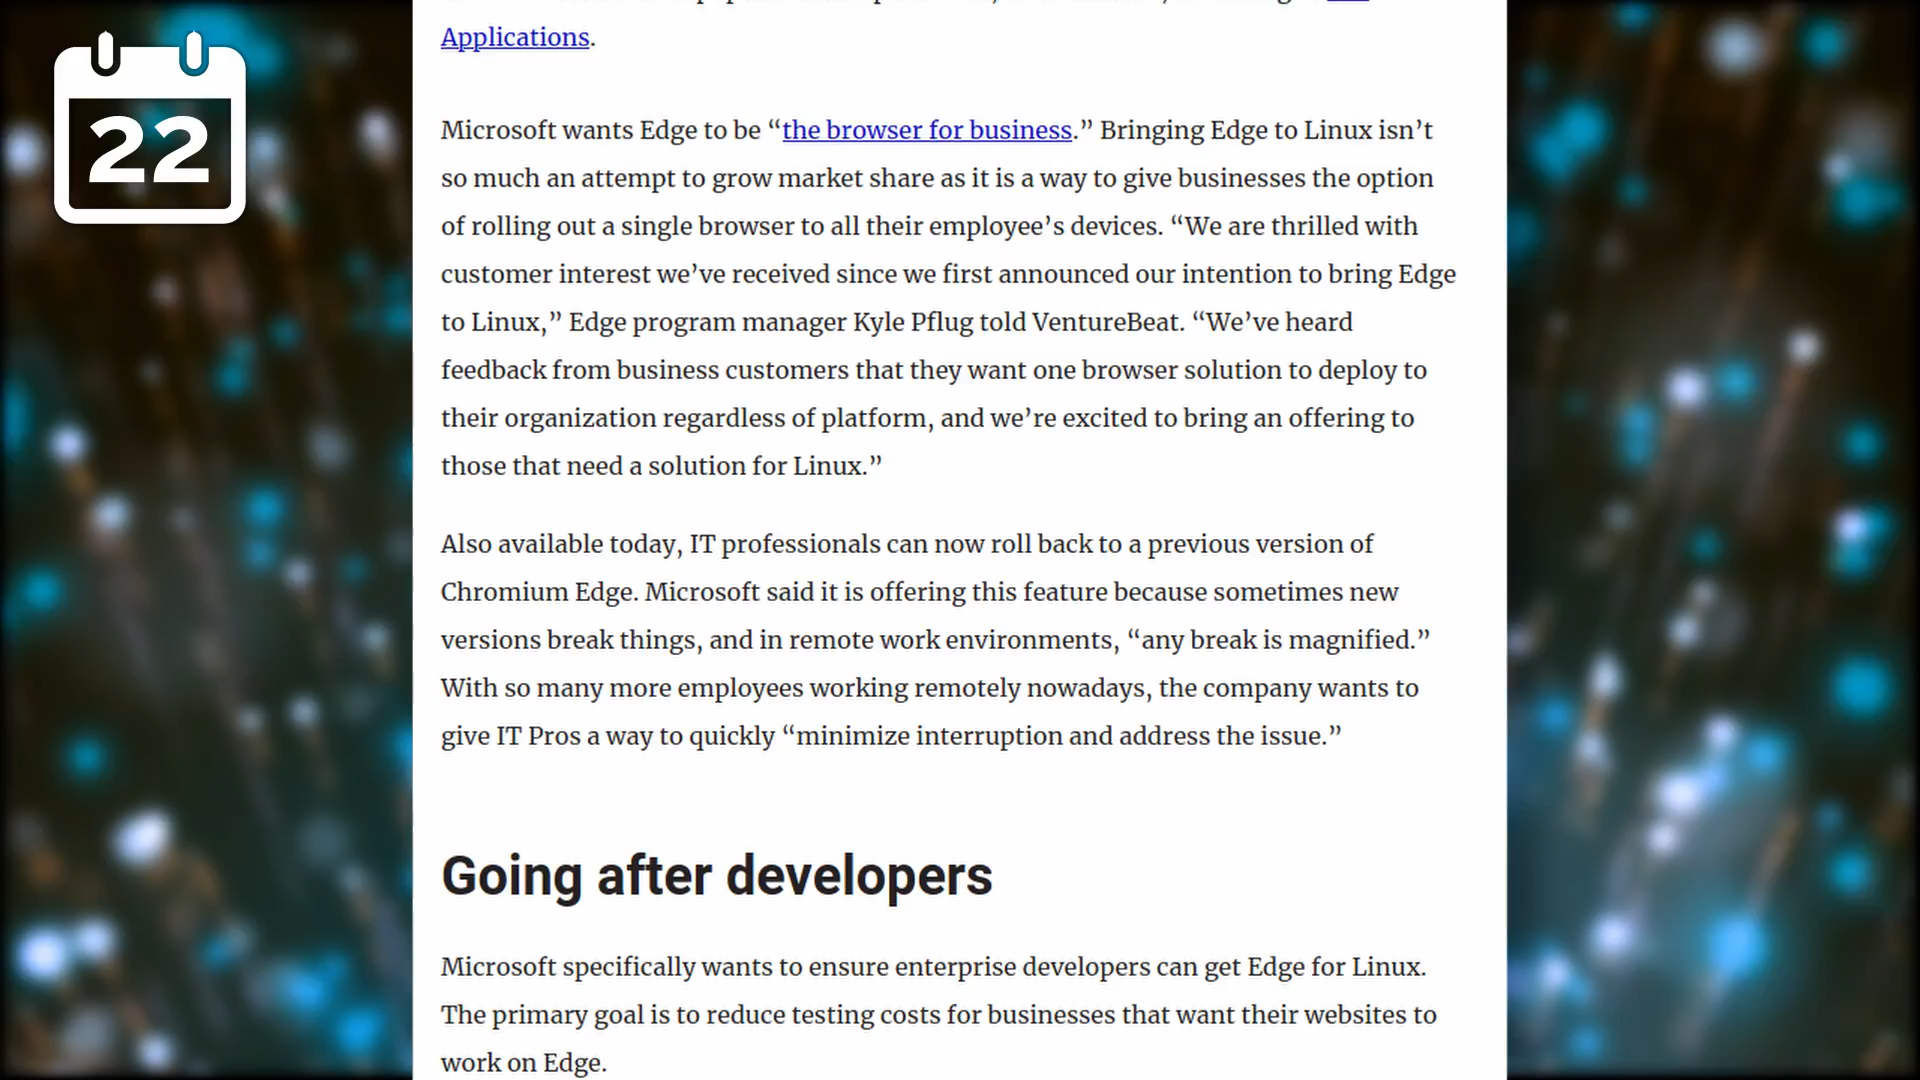 22
Applications.
Microsoft wants Edge to be “the browser for business.” Bringing Edge to Linux isn’t
so much an attempt to grow market share as it is a way to give businesses the option
of rolling out a single browser to all their employee’s devices. “We are thrilled with
customer interest we’ve received since we first announced our intention to bring Edge
to Linux,” Edge program manager Kyle Pflug told VentureBeat. “We’ve heard
feedback from business customers that they want one browser solution to deploy to
their organization regardless of platform, and we’re excited to bring an offering to
those that need a solution for Linux.”
Also available today, IT professionals can now roll back to a previous version of
Chromium Edge. Microsoft said it is offering this feature because sometimes new
versions break things, and in remote work environments, “any break is magnified.”
With so many more employees working remotely nowadays, the company wants to
give IT Pros a way to quickly “minimize interruption and address the issue.”
Going after developers
Microsoft specifically wants to ensure enterprise developers can get Edge for Linux.
The primary goal is to reduce testing costs for businesses that want their websites to
work on Edge.